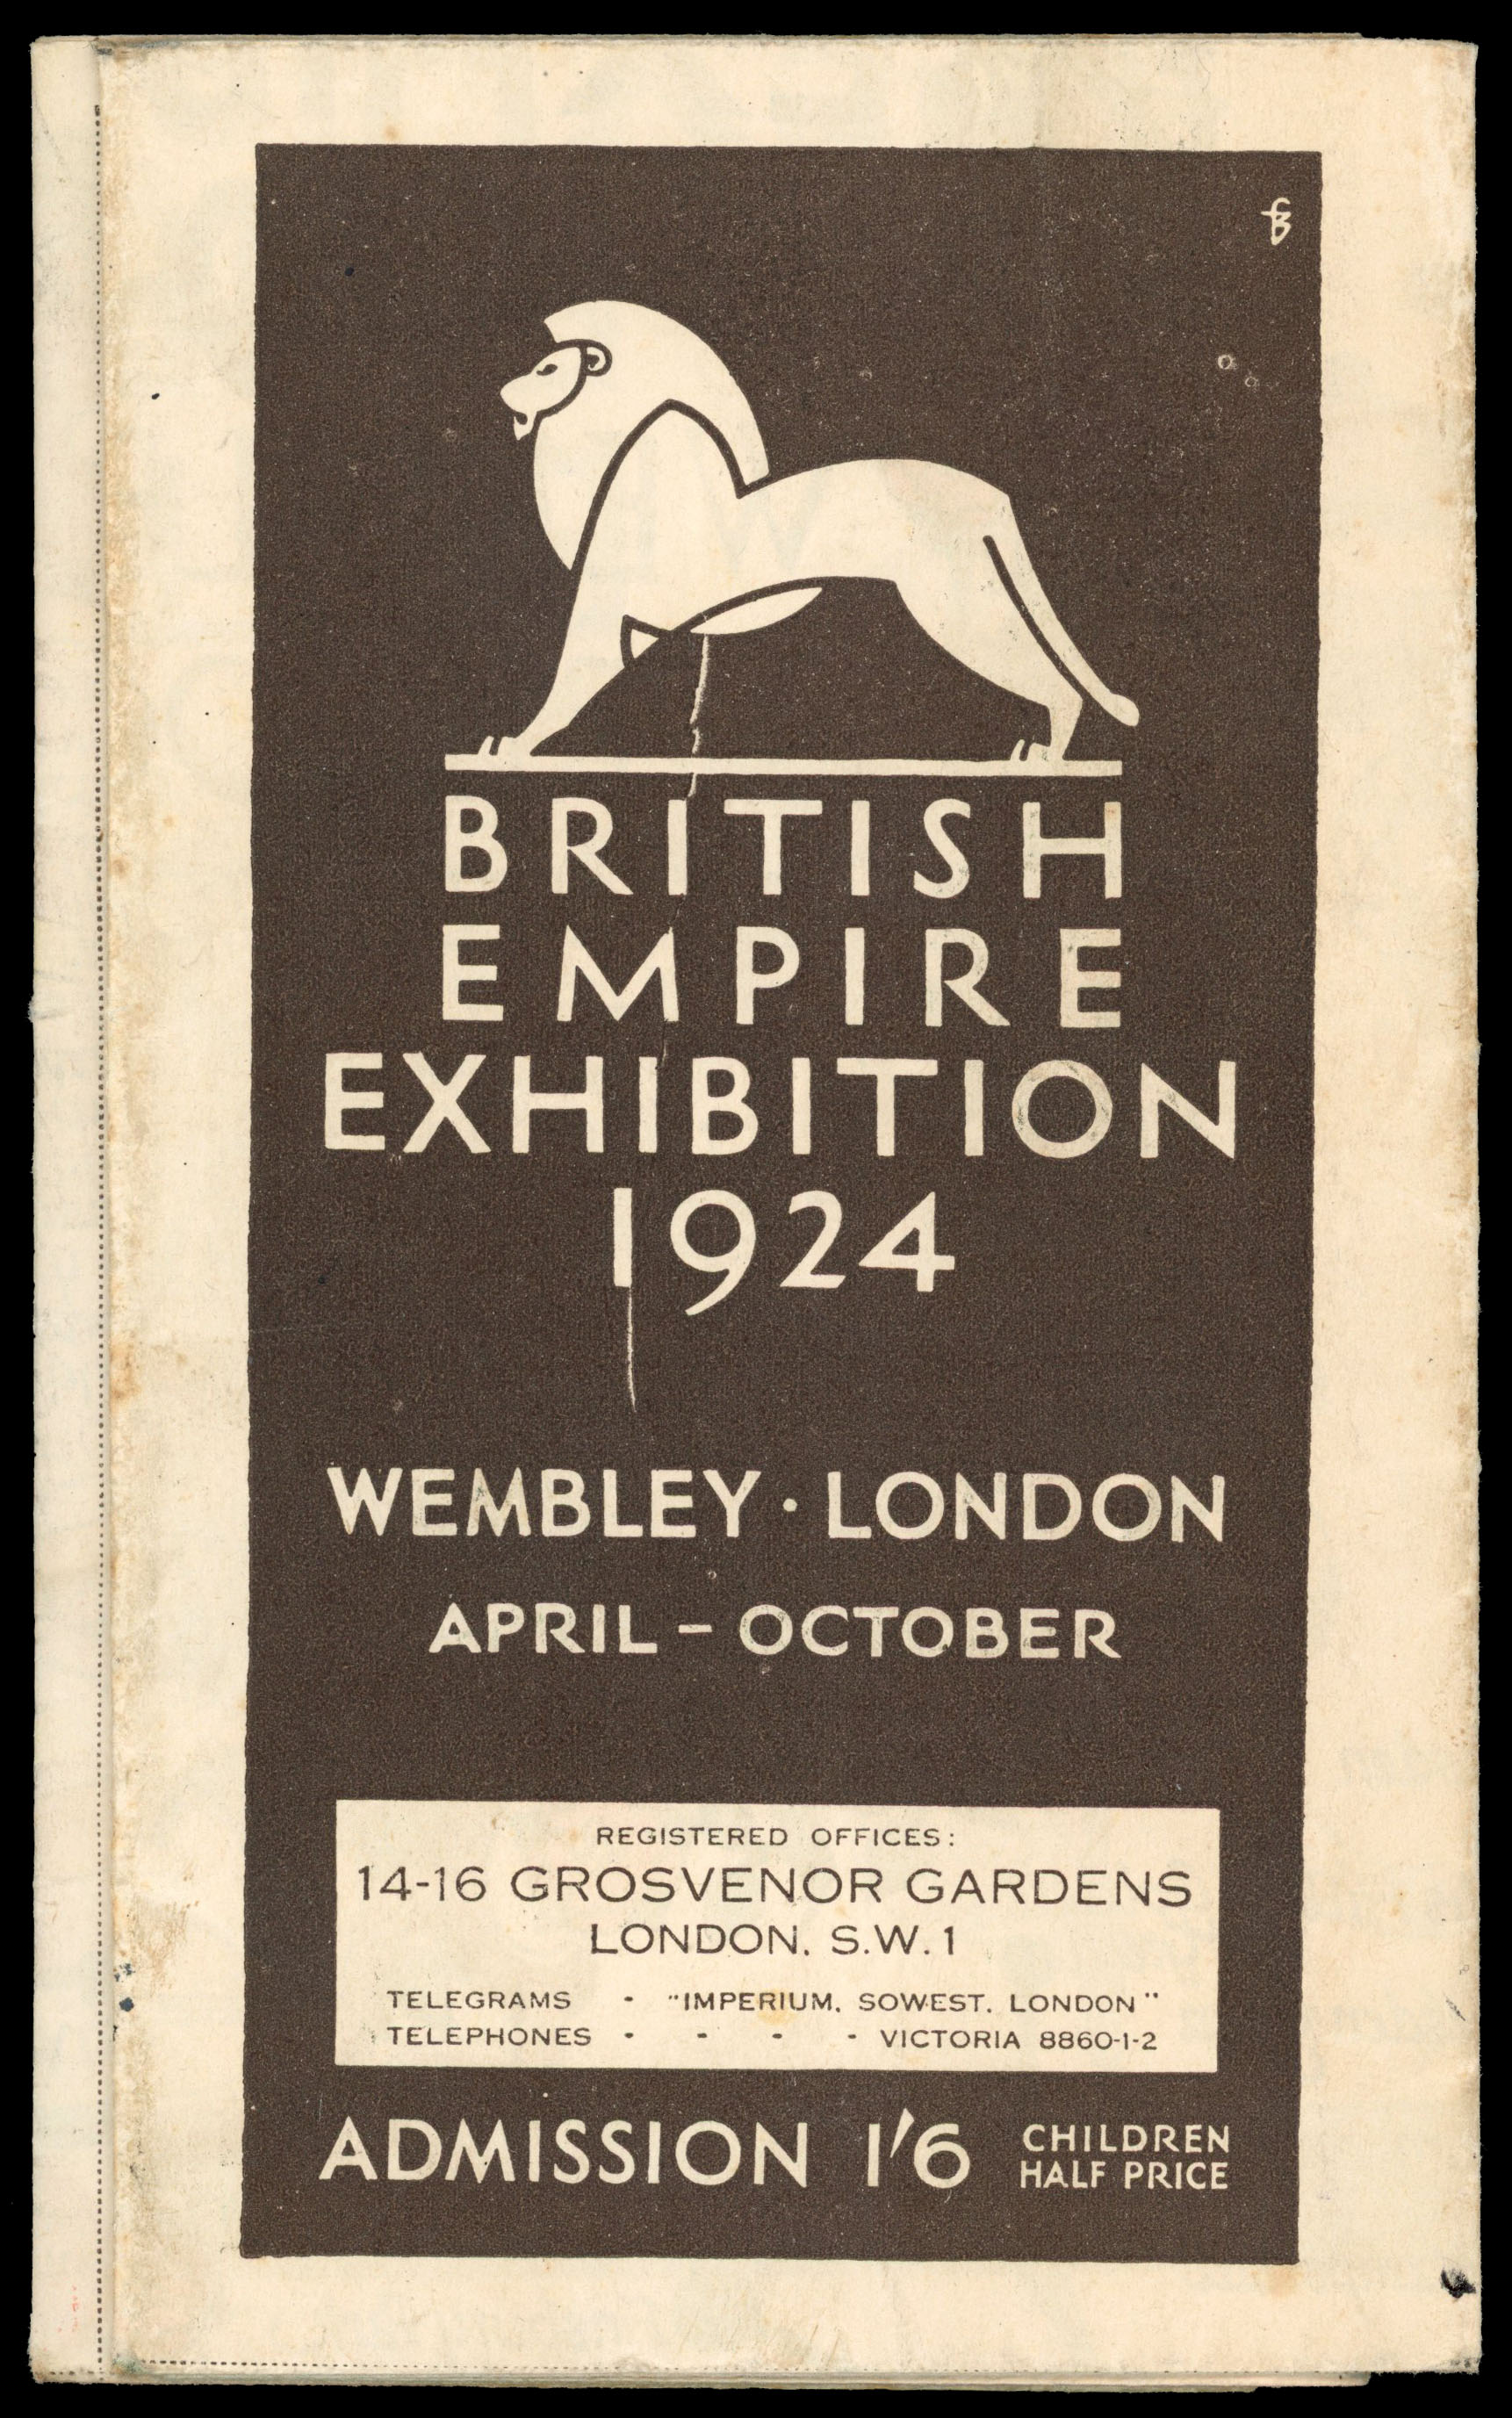 BRITISH
EMPIRE
EXHIBITION
1924
WEMBLEY · LONDON
APRIL – OCTOBER
REGISTERED OFFICES:
14-16 GROSVENOR GARDENS
LONDON. S.W. 1
TELEGRAMS - "IMPERIUM. SOWEST. LONDON"
TELEPHONES - - - - VICTORIA 8860-1-2
ADMISSION 1'6 CHILDREN
HALF PRICE